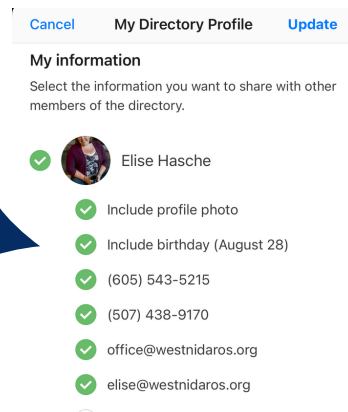 Cancel My Directory Profile Update
My information
Select the information you want to share with other
members of the directory.
Elise Hasche
Include profile photo
Include birthday (August 28)
(605) 543-5215
(507) 438-9170
office@westnidaros.org
elise@westnidaros.org